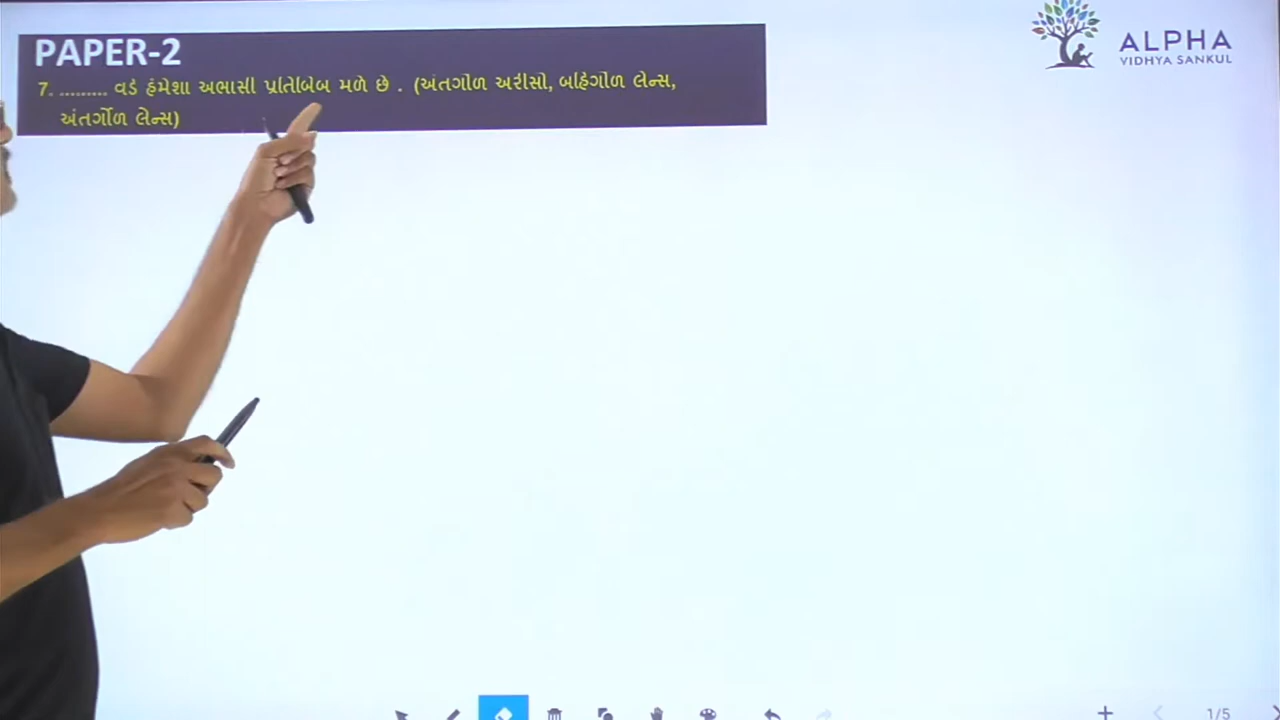 PAPER-2
7. ......... વડે હંમેશા અભાસી પ્રતિબિંબ મળે છે . (અંતર્ગોળ અરીસો, બહિર્ગોળ લેન્સ,
અંતર્ગોળ લેન્સ)
ALPHA
VIDHYA SANKUL
1/5